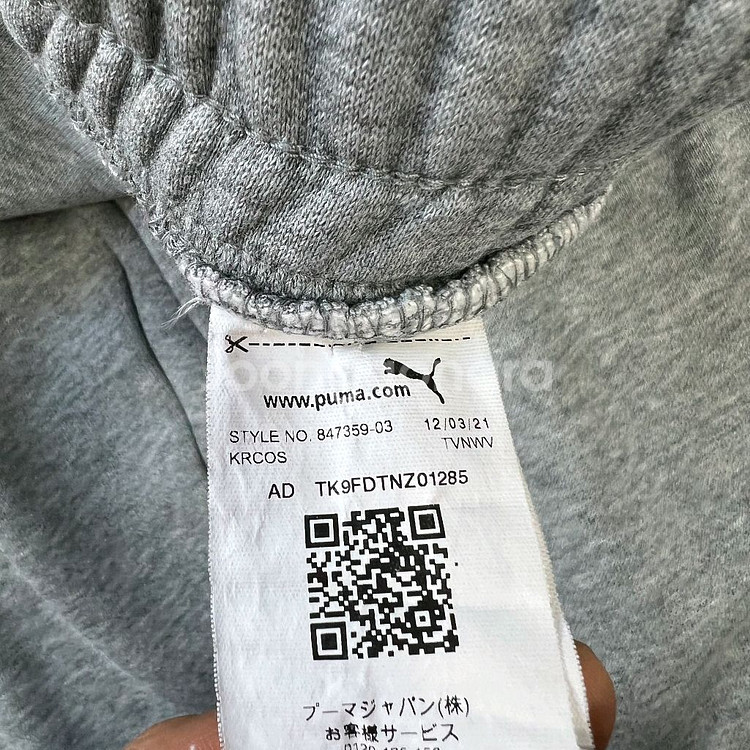 www.puma.com
STYLE NO. 847359-03 12/03/21
KRCOS TVNWV
AD TK9FDTNZ01285
プーマジャパン(株)
お客様サービス